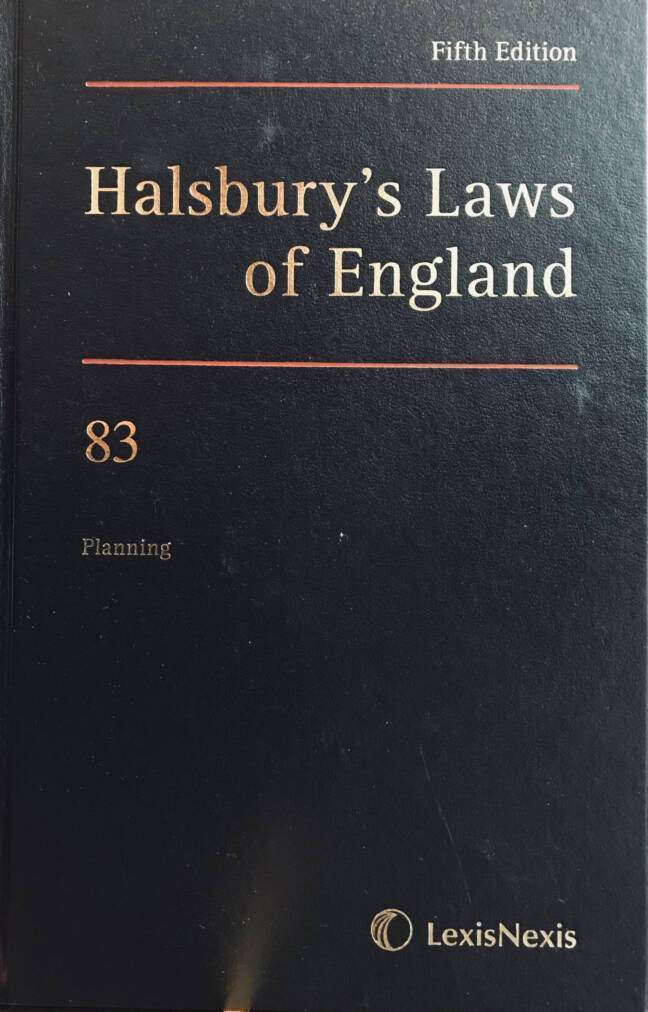 Fifth Edition
Halsbury’s Laws
of England
83
Planning
LexisNexis